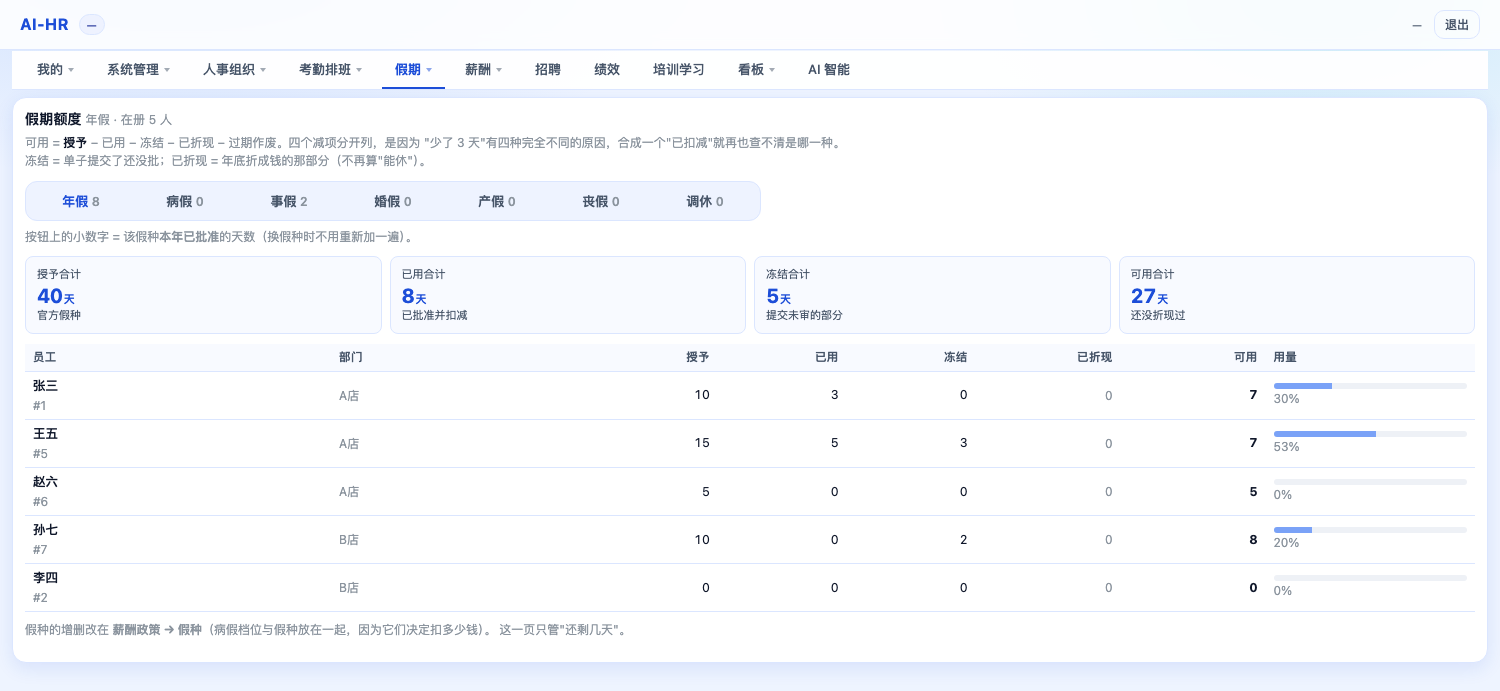 AI-HR – – 退出
我的 系统管理 人事组织 考勤排班 假期 薪酬 招聘 绩效 培训学习 看板 AI 智能
假期额度 年假 · 在册 5 人
可用 = 授予 − 已用 − 冻结 − 已折现 − 过期作废。四个减项分开列，是因为 "少了 3 天"有四种完全不同的原因，合成一个"已扣减"就再也查不清是哪一种。
冻结 = 单子提交了还没批；已折现 = 年底折成钱的那部分（不再算"能休"）。
年假 8 病假 0 事假 2 婚假 0 产假 0 丧假 0 调休 0
按钮上的小数字 = 该假种本年已批准的天数（换假种时不用重新加一遍）。
授予合计 已用合计 冻结合计 可用合计
40天 8天 5天 27天
官方假种 已批准并扣减 提交未审的部分 还没折现过
员工 部门 授予 已用 冻结 已折现 可用 用量
张三 A店 10 3 0 0 7
#1 30%
王五 A店 15 5 3 0 7
#5 53%
赵六 A店 5 0 0 0 5
#6 0%
孙七 B店 10 0 2 0 8
#7 20%
李四 B店 0 0 0 0 0
#2 0%
假种的增删改在 薪酬政策 → 假种（病假档位与假种放在一起，因为它们决定扣多少钱）。 这一页只管"还剩几天"。